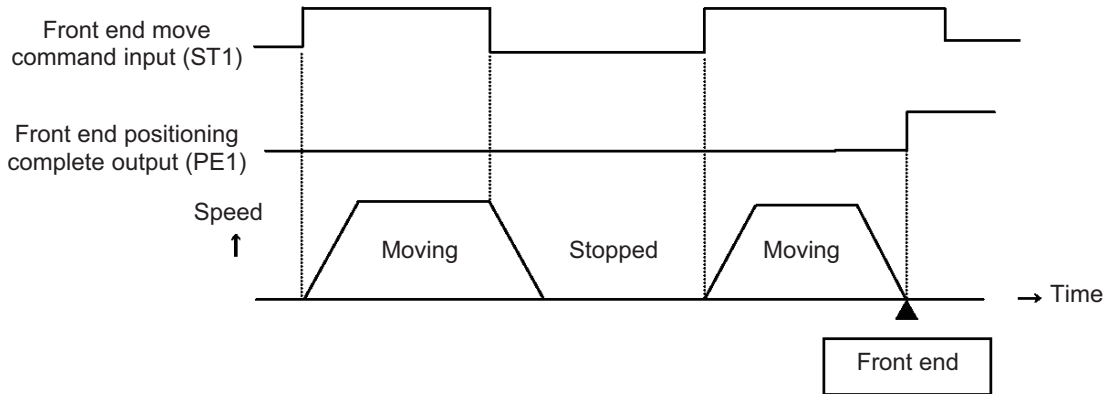 Front end move
command input (ST1)
Front end positioning
complete output (PE1)
Speed
↑
Moving
Stopped
Moving
→ Time
Front end